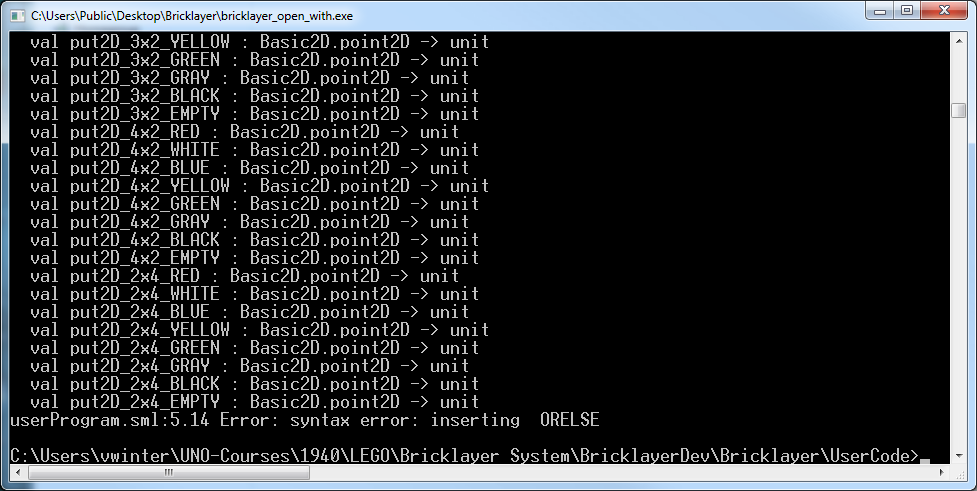 C:\Users\Public\Desktop\Bricklayer\bricklayer_open_with.exe
val put2D_3x2_YELLOW : Basic2D.point2D -> unit
val put2D_3x2_GREEN : Basic2D.point2D -> unit
val put2D_3x2_GRAY : Basic2D.point2D -> unit
val put2D_3x2_BLACK : Basic2D.point2D -> unit
val put2D_3x2_EMPTY : Basic2D.point2D -> unit
val put2D_4x2_RED : Basic2D.point2D -> unit
val put2D_4x2_WHITE : Basic2D.point2D -> unit
val put2D_4x2_BLUE : Basic2D.point2D -> unit
val put2D_4x2_YELLOW : Basic2D.point2D -> unit
val put2D_4x2_GREEN : Basic2D.point2D -> unit
val put2D_4x2_GRAY : Basic2D.point2D -> unit
val put2D_4x2_BLACK : Basic2D.point2D -> unit
val put2D_4x2_EMPTY : Basic2D.point2D -> unit
val put2D_2x4_RED : Basic2D.point2D -> unit
val put2D_2x4_WHITE : Basic2D.point2D -> unit
val put2D_2x4_BLUE : Basic2D.point2D -> unit
val put2D_2x4_YELLOW : Basic2D.point2D -> unit
val put2D_2x4_GREEN : Basic2D.point2D -> unit
val put2D_2x4_GRAY : Basic2D.point2D -> unit
val put2D_2x4_BLACK : Basic2D.point2D -> unit
val put2D_2x4_EMPTY : Basic2D.point2D -> unit
userProgram.sml:5.14 Error: syntax error: inserting  ORELSE
C:\Users\vwinter\UNO-Courses\1940\LEGO\Bricklayer System\BricklayerDev\Bricklayer\UserCode>